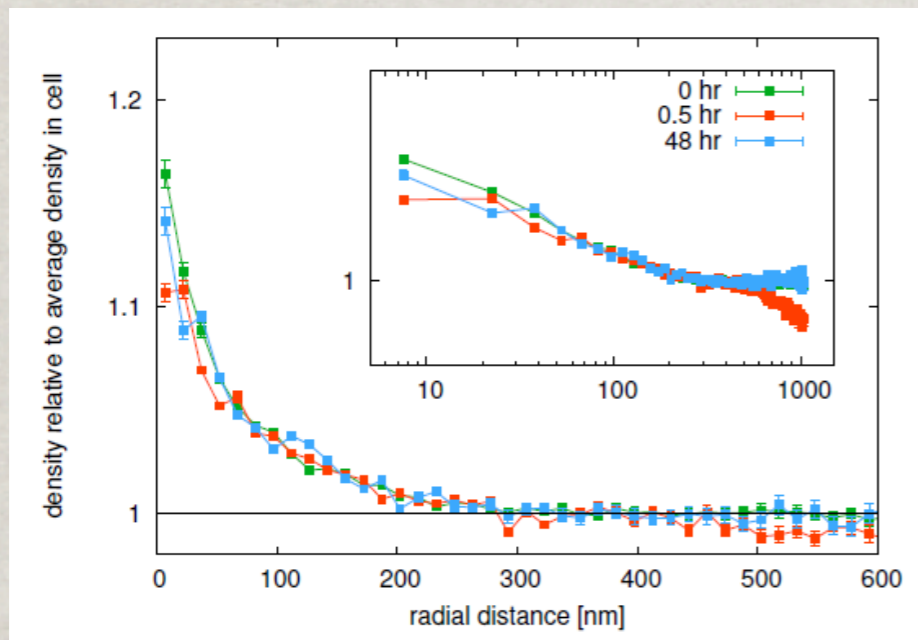 density relative to average density in cell
1.2
1.1
1
0 hr
0.5 hr
48 hr
1
10
100
1000
0
100
200
300
400
500
600
radial distance [nm]